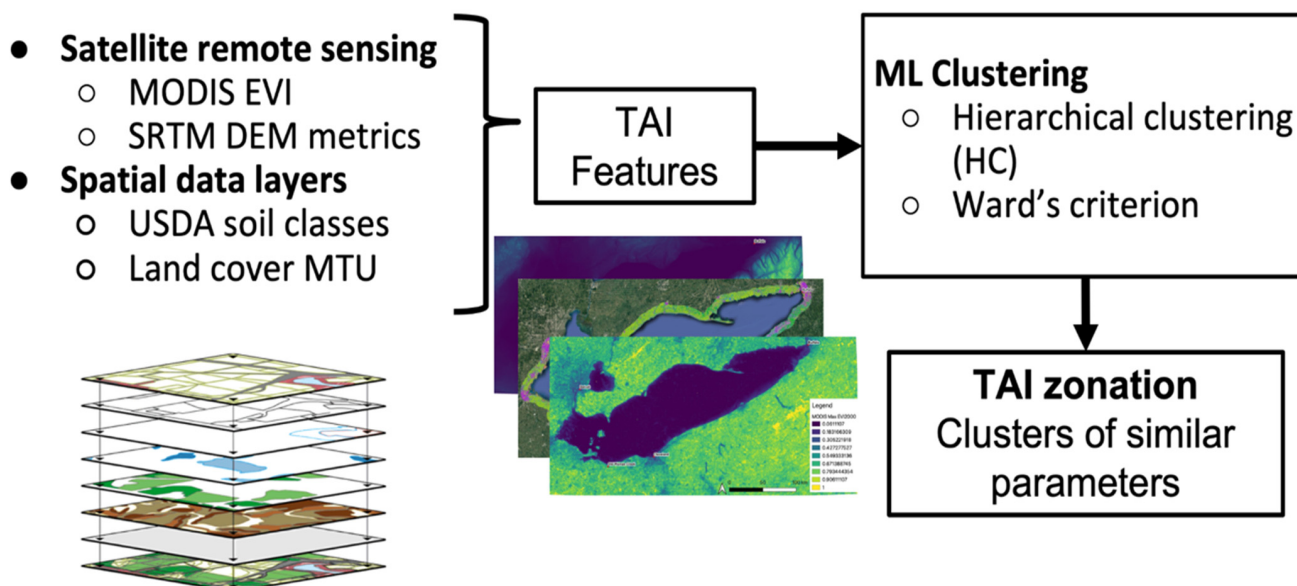 ● Satellite remote sensing
○ MODIS EVI
○ SRTM DEM metrics
● Spatial data layers
○ USDA soil classes
○ Land cover MTU
TAI
Features
ML Clustering
○ Hierarchical clustering
(HC)
○ Ward's criterion
TAI zonation
Clusters of similar
parameters
Legend
1